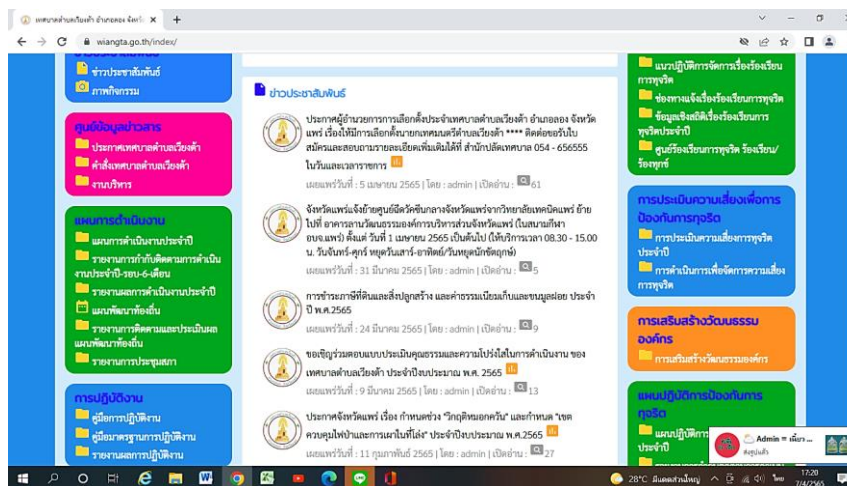 เทศบาลตำบลเวียงต้า อำเภอลอง จังหวั
wiangta.go.th/index/
ข่าวประชาสัมพันธ์
ภาพกิจกรรม
ศูนย์ข้อมูลข่าวสาร
ประกาศเทศบาลตำบลเวียงต้า
คำสั่งเทศบาลตำบลเวียงต้า
งานบริหาร
แผนการดำเนินงาน
แผนการดำเนินงานประจำปี
รายงานการกำกับติดตามการดำเนิน
งานประจำปี-รอบ-6-เดือน
รายงานผลการดำเนินงานประจำปี
แผนพัฒนาท้องถิ่น
รายงานการติดตามและประเมินผล
แผนพัฒนาท้องถิ่น
รายงานการประชุมสภา
การปฏิบัติงาน
คู่มือการปฏิบัติงาน
คู่มือมาตรฐานการปฏิบัติงาน
รายงานผลการปฏิบัติงาน
ข่าวประชาสัมพันธ์
ประกาศผู้อำนวยการการเลือกตั้งประจำเทศบาลตำบลเวียงต้า อำเภอลอง จังหวัด
แพร่ เรื่องให้มีการเลือกตั้งนายกเทศมนตรีตำบลเวียงต้า **** ติดต่อขอรับใบ
สมัครและสอบถามรายละเอียดเพิ่มเติมได้ที่ สำนักปลัดเทศบาล 054 - 656555
ในวันและเวลาราชการ
เผยแพร่วันที่ : 5 เมษายน 2565 | โดย : admin | เปิดอ่าน : 61
จังหวัดแพร่แจ้งย้ายศูนย์ฉีดวัคซีนกลางจังหวัดแพร่จากวิทยาลัยเทคนิคแพร่ ย้าย
ไปที่ อาคารลานวัฒนธรรมองค์การบริหารส่วนจังหวัดแพร่ (ในสนามกีฬา
อบจ.แพร่) ตั้งแต่ วันที่ 1 เมษายน 2565 เป็นต้นไป (ให้บริการเวลา 08.30 - 15.00
น. วันจันทร์-ศุกร์ หยุดวันเสาร์-อาทิตย์/วันหยุดนักขัตฤกษ์)
เผยแพร่วันที่ : 31 มีนาคม 2565 | โดย : admin | เปิดอ่าน : 5
การชำระภาษีที่ดินและสิ่งปลูกสร้าง และค่าธรรมเนียมเก็บและขนมูลฝอย ประจำ
ปี พ.ศ.2565
เผยแพร่วันที่ : 24 มีนาคม 2565 | โดย : admin | เปิดอ่าน : 9
ขอเชิญร่วมตอบแบบประเมินคุณธรรมและความโปร่งใสในการดำเนินงาน ของ
เทศบาลตำบลเวียงต้า ประจำปีงบประมาณ พ.ศ. 2565
เผยแพร่วันที่ : 9 มีนาคม 2565 | โดย : admin | เปิดอ่าน : 13
ประกาศจังหวัดแพร่ เรื่อง กำหนดช่วง "วิกฤติหมอกควัน" และกำหนด "เขต
ควบคุมไฟป่าและการเผาในที่โล่ง" ประจำปีงบประมาณ พ.ศ.2565
เผยแพร่วันที่ : 11 กุมภาพันธ์ 2565 | โดย : admin | เปิดอ่าน : 27
แนวปฏิบัติการจัดการเรื่องร้องเรียน
การทุจริต
ช่องทางแจ้งเรื่องร้องเรียนการทุจริต
ข้อมูลเชิงสถิติเรื่องร้องเรียนการ
ทุจริตประจำปี
ศูนย์ร้องเรียนการทุจริต ร้องเรียน/
ร้องทุกข์
การประเมินความเสี่ยงเพื่อการ
ป้องกันการทุจริต
การประเมินความเสี่ยงการทุจริต
ประจำปี
การดำเนินการเพื่อจัดการความเสี่ยง
การทุจริต
การเสริมสร้างวัฒนธรรม
องค์กร
การเสริมสร้างวัฒนธรรมองค์กร
แผนปฏิบัติการป้องกันการ
ทุจริต
แผนปฏิบัติการ
ประจำปี
Admin
ส่งรูปแล้ว
28°C มีแดดส่วนใหญ่
ไทย
17:20
7/4/2565